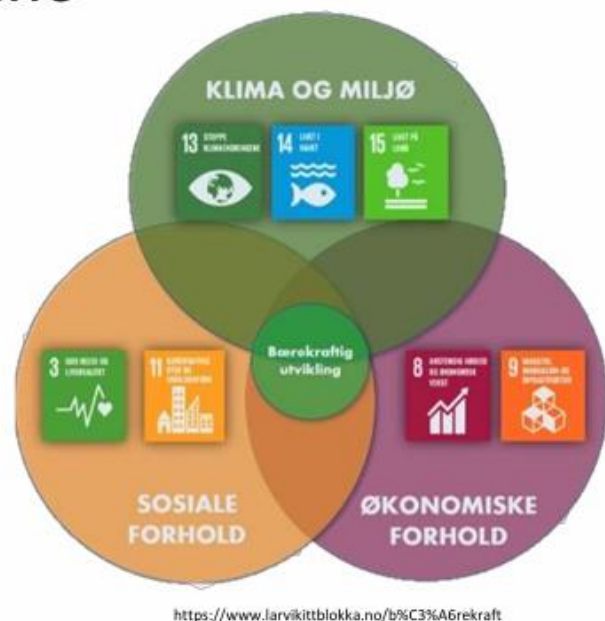 KLIMA OG MILJØ
13 STOPPE
KLIMAENDRINGENE
14 LIVET I
HAVET
15 LIVET PÅ
LAND
Bærekraftig
utvikling
3 GOD HELSE OG
LIVSKVALITET
11 BÆREKRAFTIGE
BYER OG
LOKALSAMFUNN
8 ANSTENDIG ARBEID
OG ØKONOMISK
VEKST
9 INDUSTRI,
INNOVASJON OG
INFRASTRUKTUR
SOSIALE
FORHOLD
ØKONOMISKE
FORHOLD
https://www.larvikittblokka.no/b%C3%A6rekraft